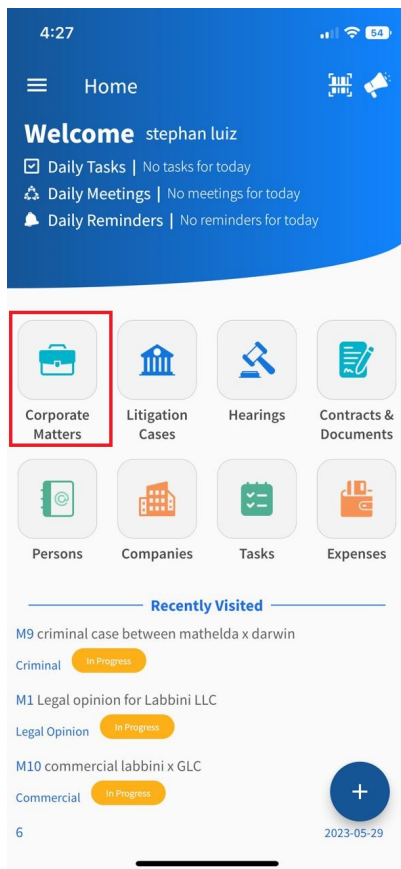 4:27
54
Home
Welcome stephan luiz
Daily Tasks | No tasks for today
Daily Meetings | No meetings for today
Daily Reminders | No reminders for today
Corporate Matters
Litigation Cases
Hearings
Contracts & Documents
Persons
Companies
Tasks
Expenses
Recently Visited
M9 criminal case between mathelda x darwin
Criminal In Progress
M1 Legal opinion for Labbini LLC
Legal Opinion In Progress
M10 commercial labbini x GLC
Commercial In Progress
+
6 2023-05-29